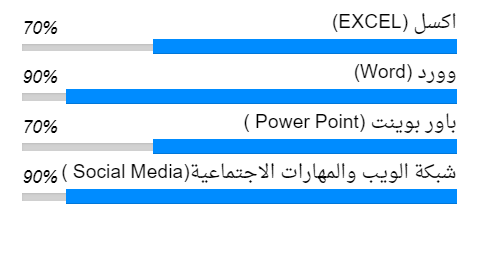 اكسل (EXCEL) 70%
وورد (Word) 90%
باور بوينت (Power Point ) 70%
شبكة الويب والمهارات الاجتماعية(Social Media ) 90%